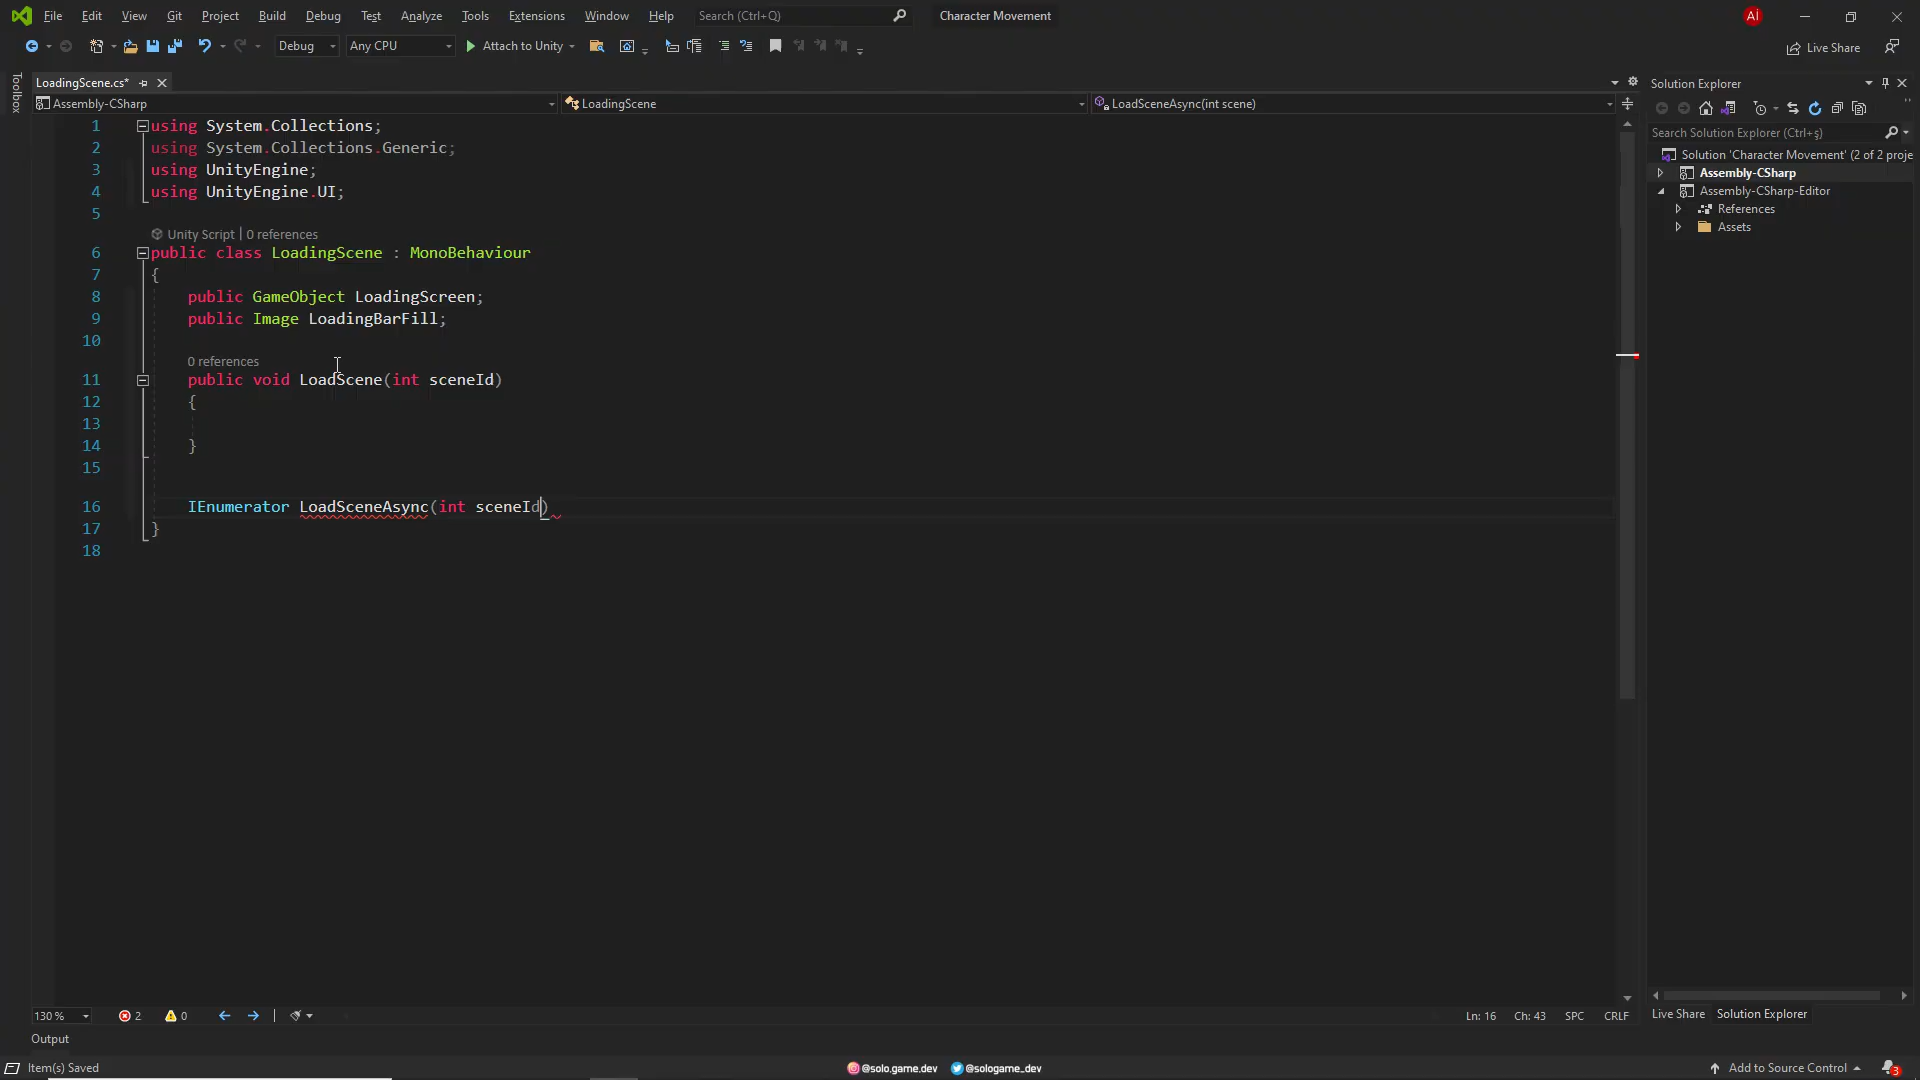 File Edit View Git Project Build Debug Test Analyze Tools Extensions Window Help Search (Ctrl+Q) Character Movement AI
Debug Any CPU Attach to Unity Live Share
Toolbox
LoadingScene.cs*
Assembly-CSharp LoadingScene LoadSceneAsync(int scene)
1 using System.Collections;
2 using System.Collections.Generic;
3 using UnityEngine;
4 using UnityEngine.UI;
5
Unity Script | 0 references
6 public class LoadingScene : MonoBehaviour
7 {
8 public GameObject LoadingScreen;
9 public Image LoadingBarFill;
10
0 references
11 public void LoadScene(int sceneId)
12 {
13
14 }
15
16 IEnumerator LoadSceneAsync(int sceneId)
17 }
18
Solution Explorer
Search Solution Explorer (Ctrl+ş)
Solution 'Character Movement' (2 of 2 proje
Assembly-CSharp
Assembly-CSharp-Editor
References
Assets
130 % 2 0 Ln: 16 Ch: 43 SPC CRLF
Live Share Solution Explorer
Output
Item(s) Saved @solo.game.dev @sologame_dev Add to Source Control 3